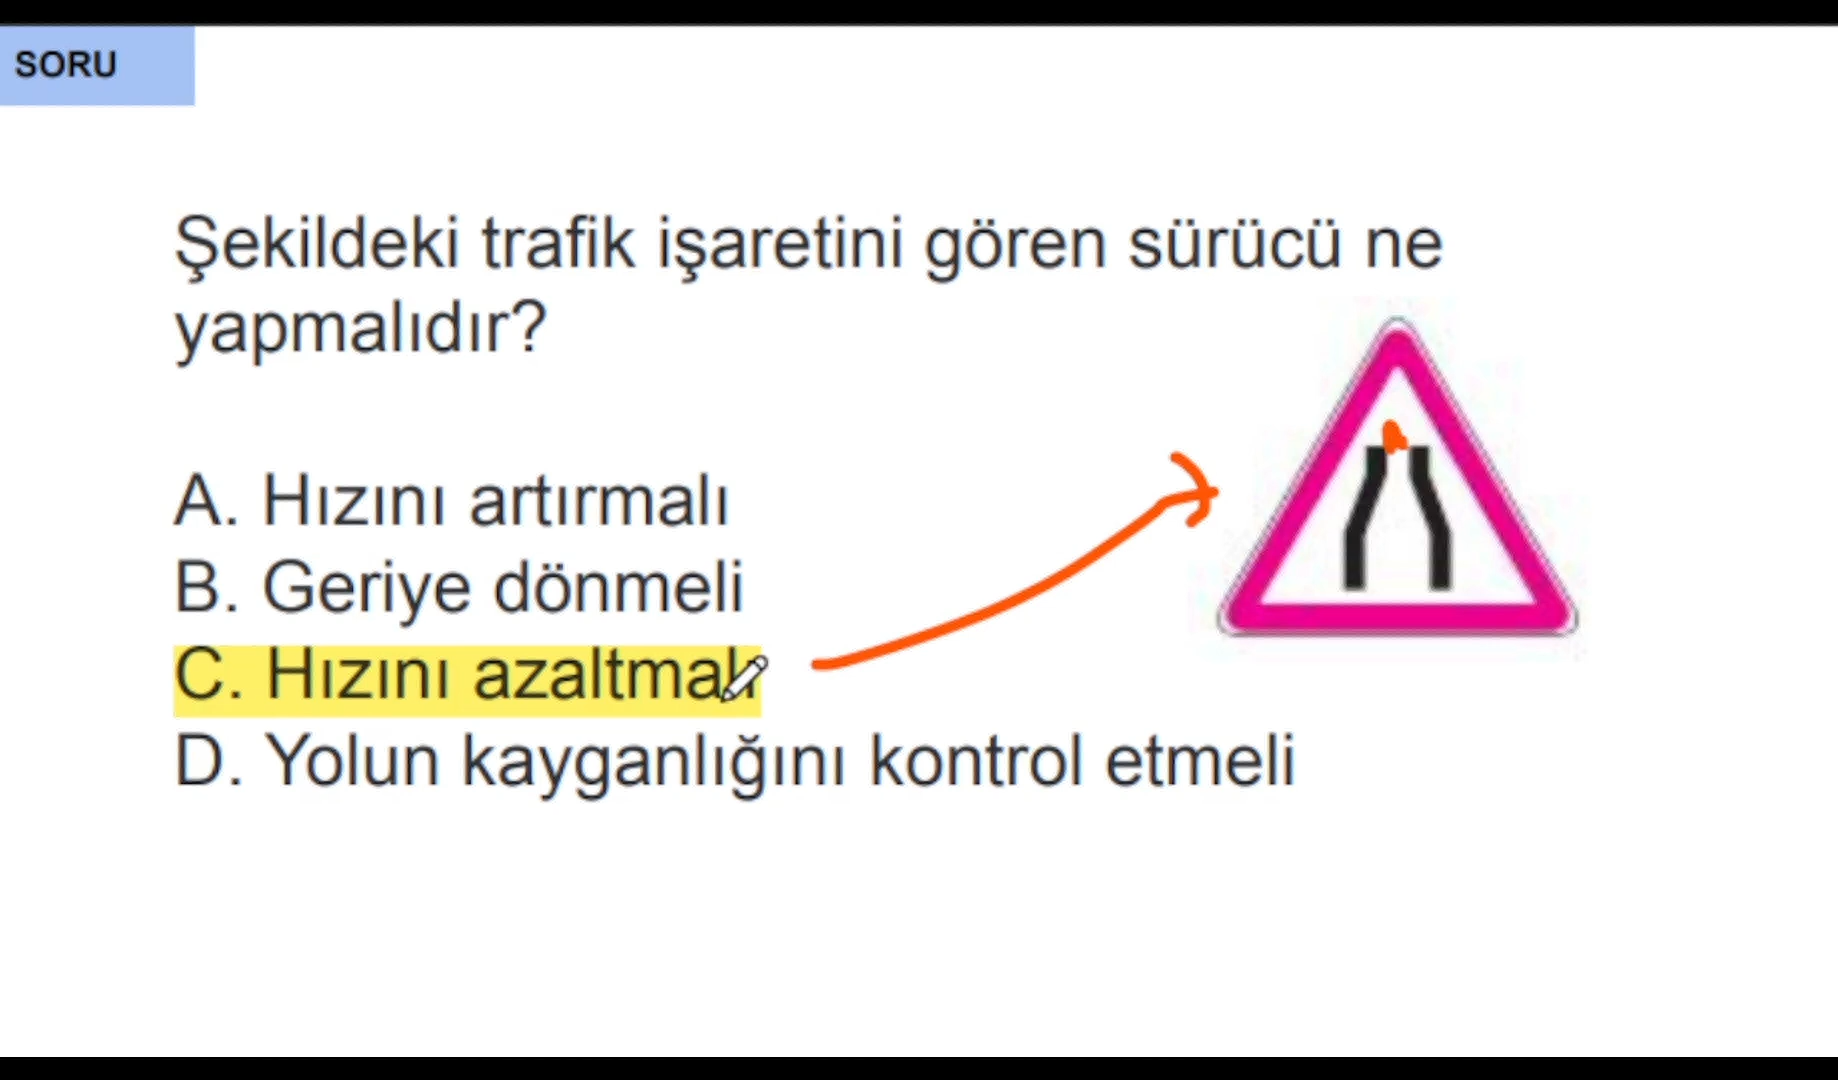 SORU
Şekildeki trafik işaretini gören sürücü ne
yapmalıdır?
A. Hızını artırmalı
B. Geriye dönmeli
C. Hızını azaltmalı
D. Yolun kayganlığını kontrol etmeli